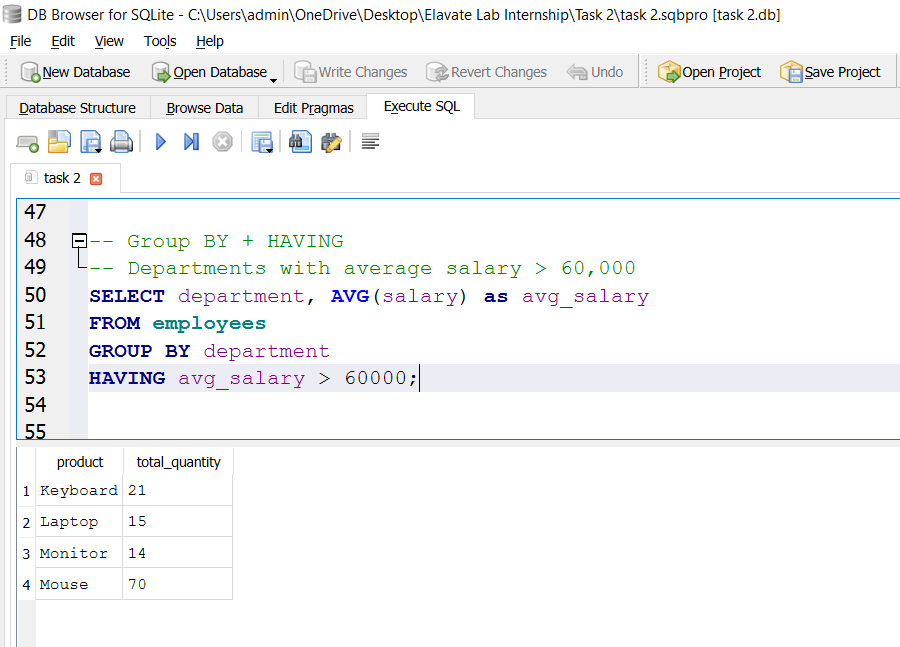 DB Browser for SQLite - C:\Users\admin\OneDrive\Desktop\Elavate Lab Internship\Task 2\task 2.sqbpro [task 2.db]
File Edit View Tools Help
New Database Open Database Write Changes Revert Changes Undo Open Project Save Project
Database Structure Browse Data Edit Pragmas Execute SQL
task 2
47
48 -- Group BY + HAVING
49 -- Departments with average salary > 60,000
50 SELECT department, AVG(salary) as avg_salary
51 FROM employees
52 GROUP BY department
53 HAVING avg_salary > 60000;
54
55
product total_quantity
1 Keyboard 21
2 Laptop 15
3 Monitor 14
4 Mouse 70